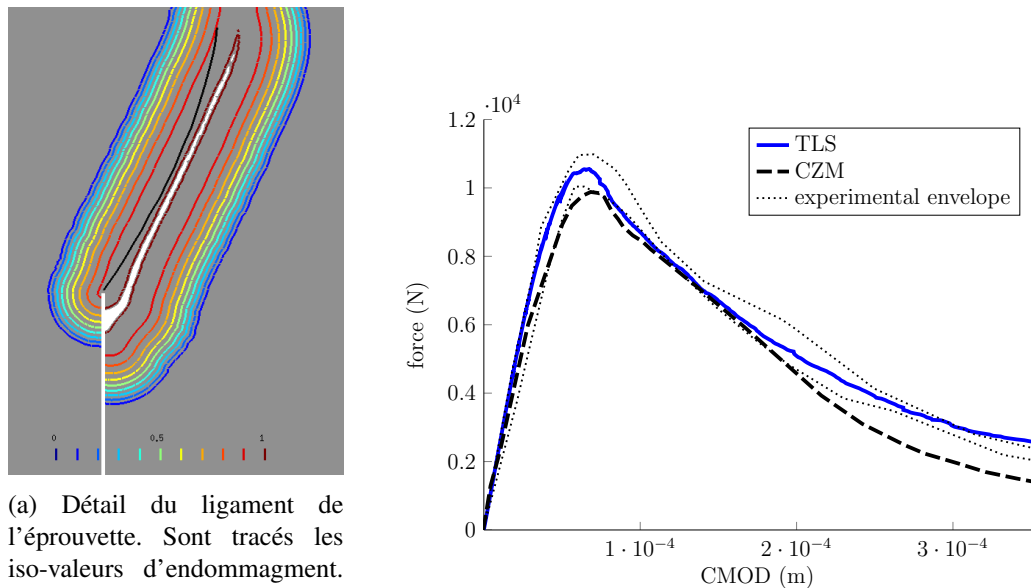 0 0.5 1
(a) Détail du ligament de
l'éprouvette. Sont tracés les
iso-valeurs d'endommagment.
·10⁴
1.2
1
0.8
0.6
0.4
0.2
0
force (N)
TLS
CZM
experimental envelope
1 · 10⁻⁴
2 · 10⁻⁴
3 · 10⁻⁴
CMOD (m)